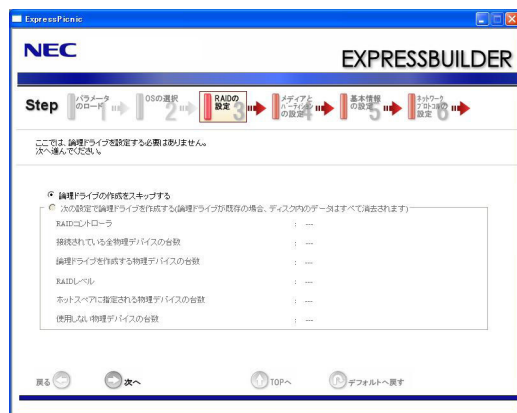 ExpressPicnic
NEC
EXPRESSBUILDER
Step
パラメータ
のロード 1
OSの選択 2
RAIDの
設定 3
メディアと
パーティション
の設定 4
基本情報
の設定 5
ネットワーク
プロトコルの
設定 6
ここでは、論理ドライブを設定する必要はありません。
次へ進んでください。
論理ドライブの作成をスキップする
次の設定で論理ドライブを作成する(論理ドライブが既存の場合、ディスク内のデータはすべて消去されます)
RAIDコントローラ : ---
接続されている全物理デバイスの台数 : ---
論理ドライブを作成する物理デバイスの台数 : ---
RAIDレベル : ---
ホットスペアに指定される物理デバイスの台数 : ---
使用しない物理デバイスの台数 : ---
戻る 次へ TOPへ デフォルトへ戻す